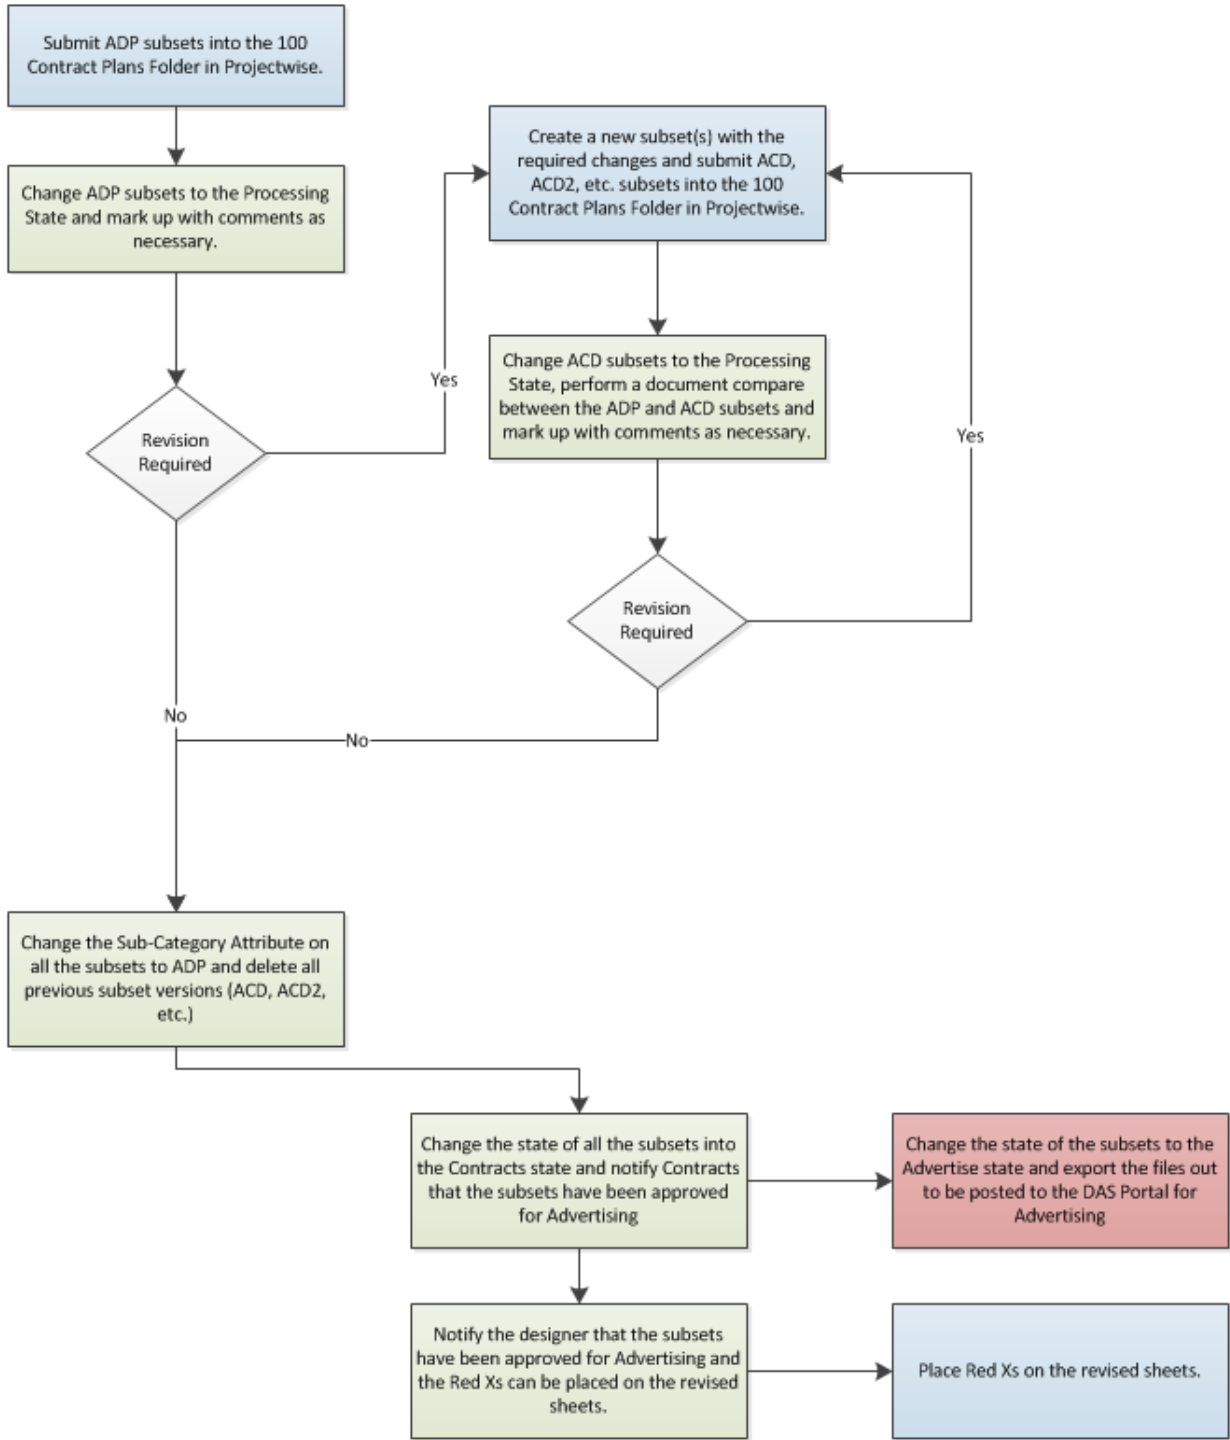 Submit ADP subsets into the 100
Contract Plans Folder in Projectwise.
Change ADP subsets to the Processing
State and mark up with comments as
necessary.
Revision
Required
Yes
Create a new subset(s) with the
required changes and submit ACD,
ACD2, etc. subsets into the 100
Contract Plans Folder in Projectwise.
Change ACD subsets to the Processing
State, perform a document compare
between the ADP and ACD subsets and
mark up with comments as necessary.
Yes
Revision
Required
No
No
Change the Sub-Category Attribute on
all the subsets to ADP and delete all
previous subset versions (ACD, ACD2,
etc.)
Change the state of all the subsets into
the Contracts state and notify Contracts
that the subsets have been approved
for Advertising
Change the state of the subsets to the
Advertise state and export the files out
to be posted to the DAS Portal for
Advertising
Notify the designer that the subsets
have been approved for Advertising and
the Red Xs can be placed on the revised
sheets.
Place Red Xs on the revised sheets.